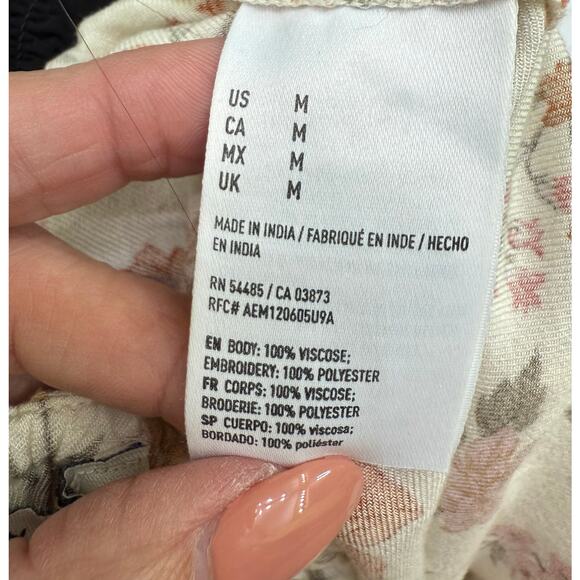 US M
CA M
MX M
UK M
MADE IN INDIA / FABRIQUÉ EN INDE / HECHO
EN INDIA
RN 54485 / CA 03873
RFC# AEM120605U9A
EN BODY: 100% VISCOSE;
EMBROIDERY: 100% POLYESTER
FR CORPS: 100% VISCOSE;
BRODERIE: 100% POLYESTER
SP CUERPO: 100% viscosa;
BORDADO: 100% poliéster